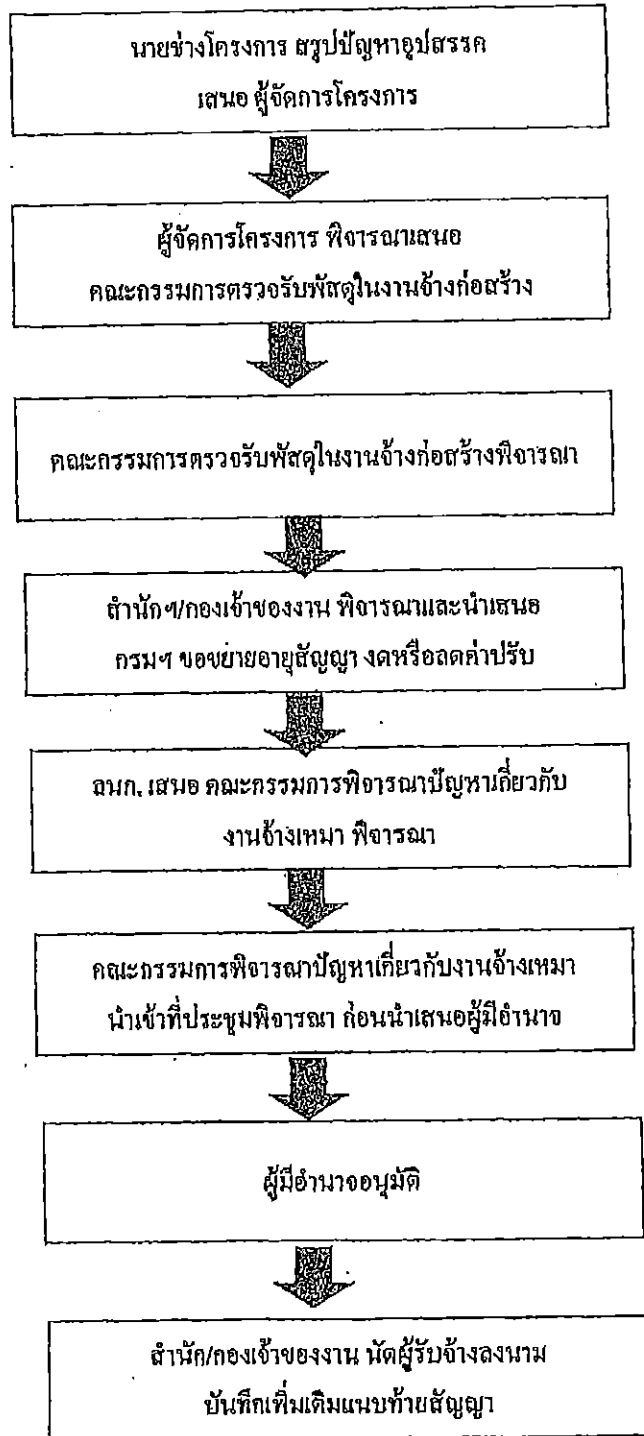 นายช่างโครงการ สรุปปัญหาอุปสรรค
เสนอ ผู้จัดการโครงการ
ผู้จัดการโครงการ พิจารณาเสนอ
คณะกรรมการตรวจรับพัสดุในงานจ้างก่อสร้าง
คณะกรรมการตรวจรับพัสดุในงานจ้างก่อสร้างพิจารณา
สำนักฯ/กองเจ้าของงาน พิจารณาและนำเสนอ
กรมฯ ขอขยายอายุสัญญา งดหรือลดค่าปรับ
ลนก. เสนอ คณะกรรมการพิจารณาปัญหาเกี่ยวกับ
งานจ้างเหมา พิจารณา
คณะกรรมการพิจารณาปัญหาเกี่ยวกับงานจ้างเหมา
นำเข้าที่ประชุมพิจารณา ก่อนนำเสนอผู้มีอำนาจ
ผู้มีอำนาจอนุมัติ
สำนัก/กองเจ้าของงาน นัดผู้รับจ้างลงนาม
บันทึกเพิ่มเติมแนบท้ายสัญญา